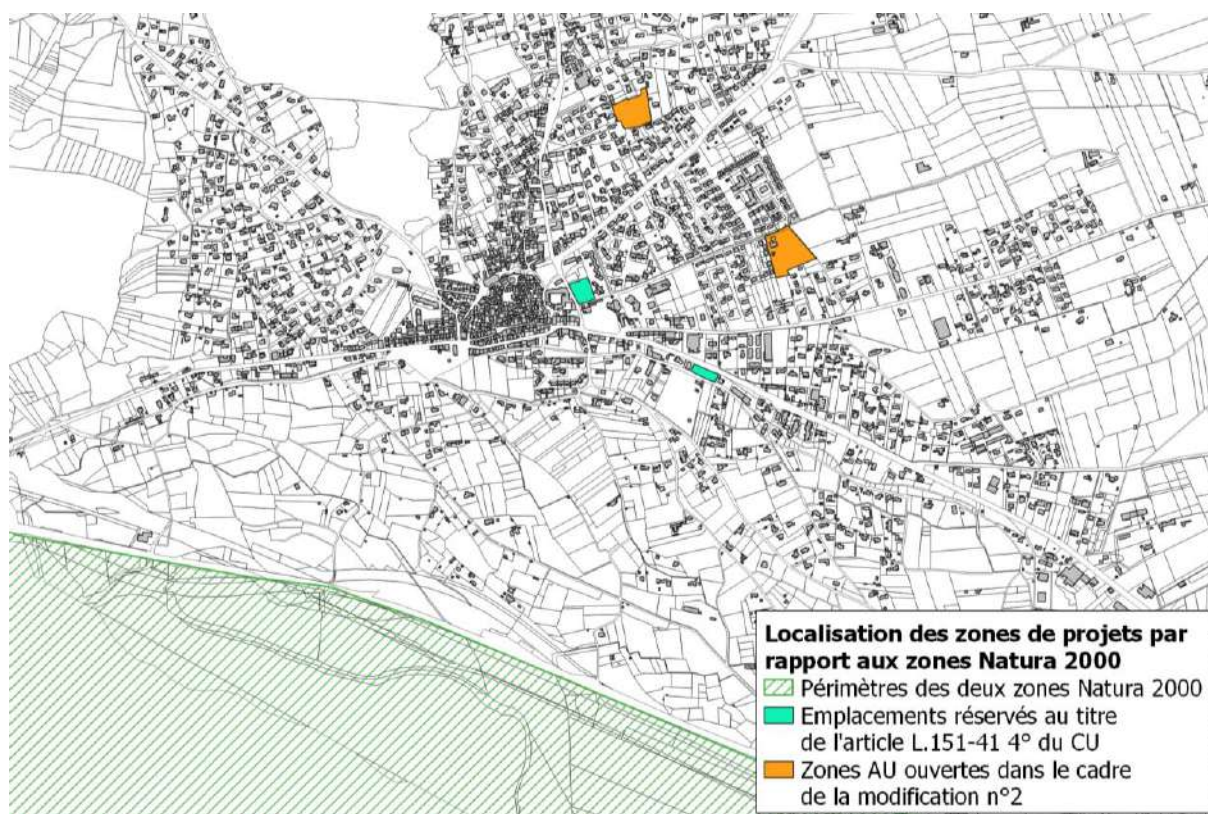 Localisation des zones de projets par
rapport aux zones Natura 2000
Périmètres des deux zones Natura 2000
Emplacements réservés au titre
de l'article L.151-41 4° du CU
Zones AU ouvertes dans le cadre
de la modification n°2